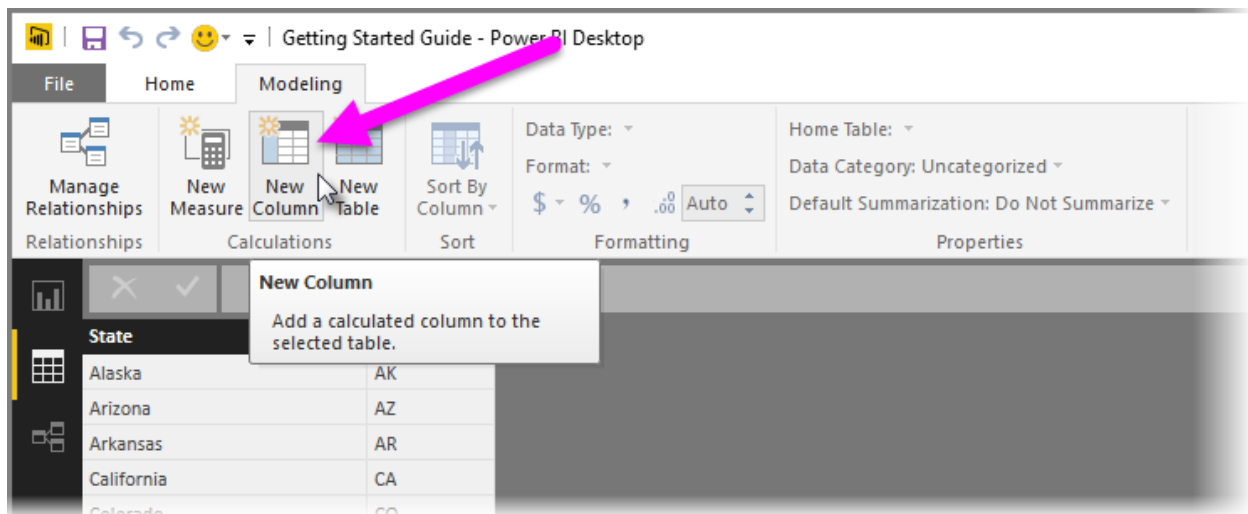 Getting Started Guide - Power BI Desktop
File Home Modeling
Manage Relationships
New Measure
New Column
New Table
Sort By Column
Data Type:
Format:
$ % , .00 Auto
Home Table:
Data Category: Uncategorized
Default Summarization: Do Not Summarize
Relationships Calculations Sort Formatting Properties
New Column
Add a calculated column to the
selected table.
State
Alaska AK
Arizona AZ
Arkansas AR
California CA
Colorado CO